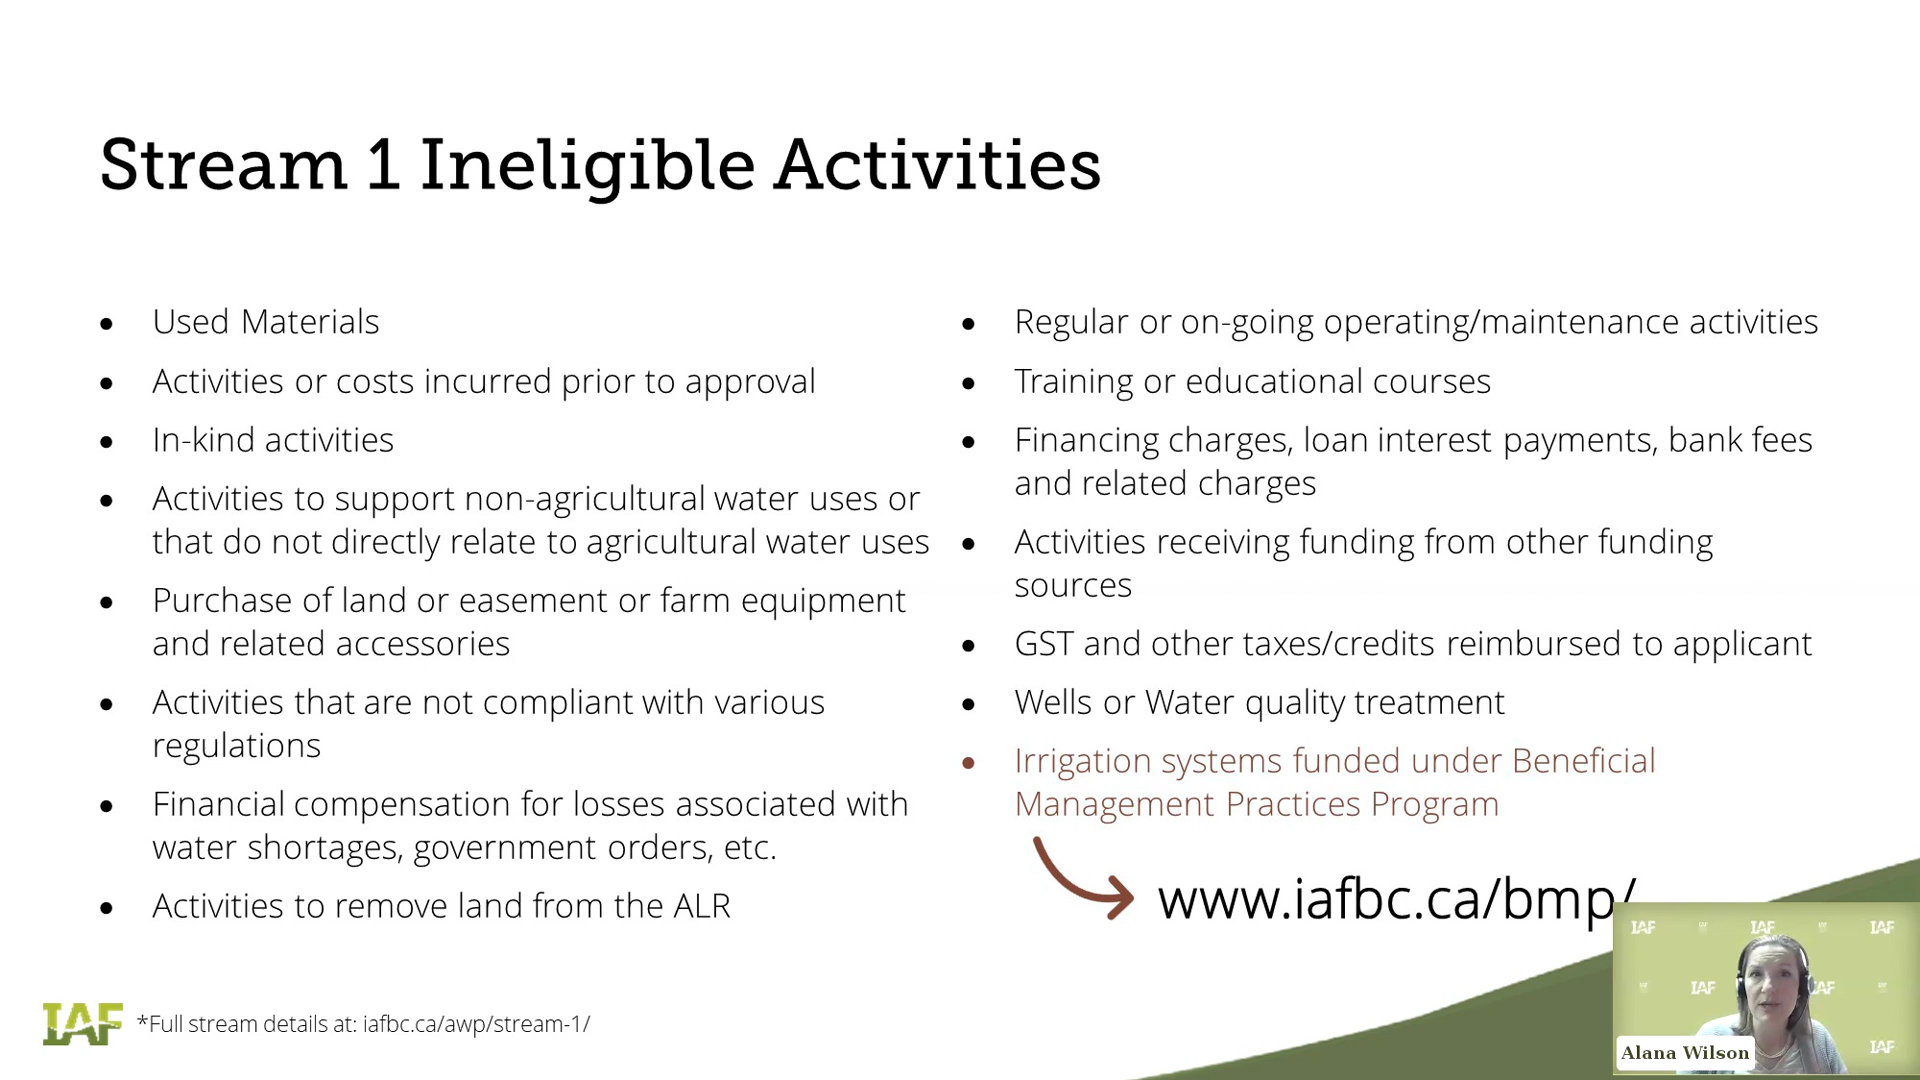 Stream 1 Ineligible Activities
• Used Materials
• Activities or costs incurred prior to approval
• In-kind activities
• Activities to support non-agricultural water uses or
that do not directly relate to agricultural water uses
• Purchase of land or easement or farm equipment
and related accessories
• Activities that are not compliant with various
regulations
• Financial compensation for losses associated with
water shortages, government orders, etc.
• Activities to remove land from the ALR
• Regular or on-going operating/maintenance activities
• Training or educational courses
• Financing charges, loan interest payments, bank fees
and related charges
• Activities receiving funding from other funding
sources
• GST and other taxes/credits reimbursed to applicant
• Wells or Water quality treatment
• Irrigation systems funded under Beneficial
Management Practices Program
www.iafbc.ca/bmp/
IAF
*Full stream details at: iafbc.ca/awp/stream-1/
IAF IAF IAF
IAF IAF
IAF
Alana Wilson